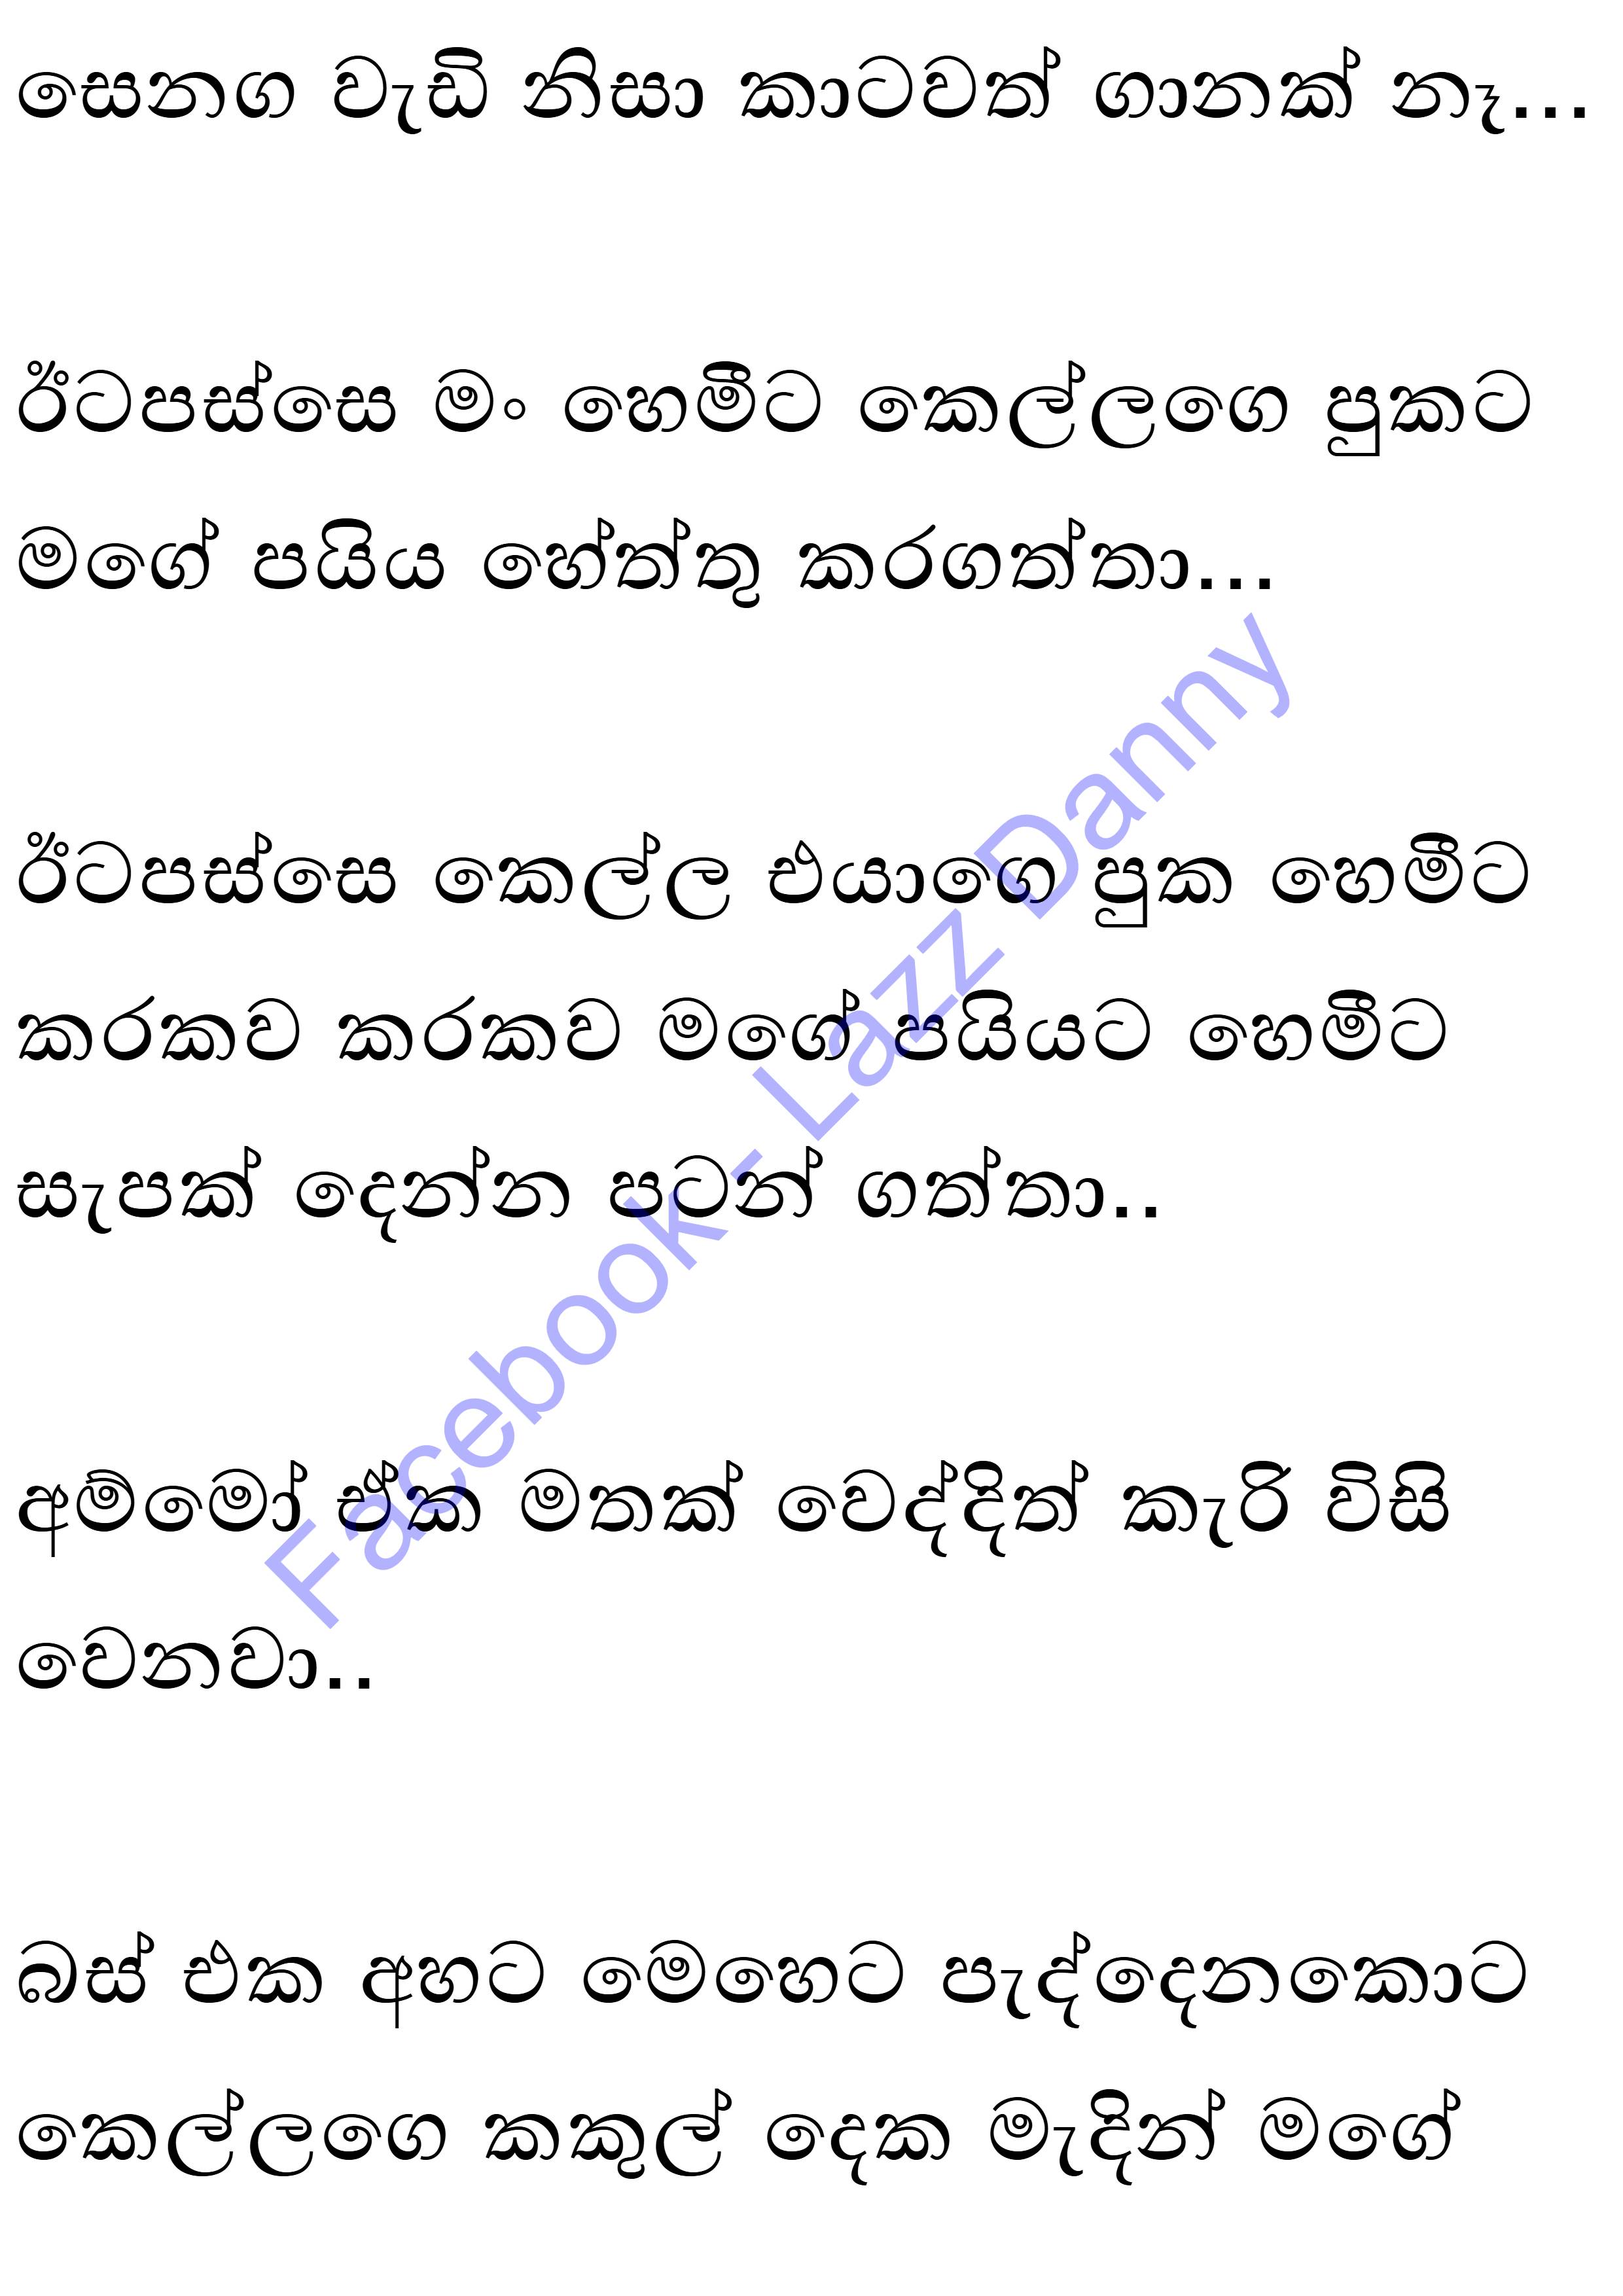 සෙනග වැඩි නිසා කාටවත් ගානක් නෑ...
ඊටපස්සෙ මං හෙමීට කෙල්ලගෙ පුකට
මගේ පයිය හේත්තු කරගත්තා...
ඊටපස්සෙ කෙල්ල එයාගෙ පුක හෙමීට
කරකව කරකව මගේ පයියට හෙමීට
සැපක් දෙන්න පටන් ගත්තා..
අම්මෝ ඒක මතක් වෙද්දිත් කැරි විසි
වෙනවා..
බස් එක අහට මෙහෙට පැද්දෙනකොට
කෙල්ලගෙ කකුල් දෙක මැදින් මගේ
Facebook - Lazz Danny